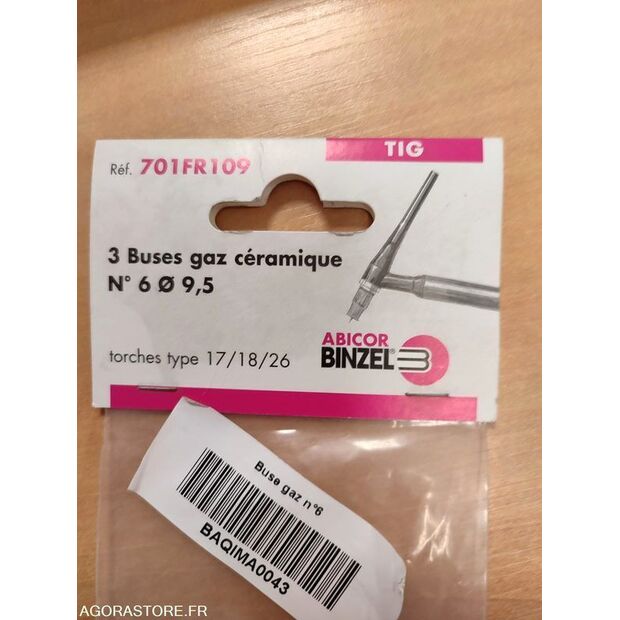 TIG
Réf. 701FR109
3 Buses gaz céramique
N° 6 Ø 9,5
torches type 17/18/26
ABICOR
BINZEL®
Buse gaz n°6
BAQIMA0043
AGORASTORE.FR